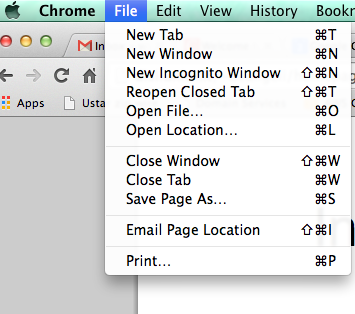 Chrome File Edit View History Bookm
New Tab ⌘T
New Window ⌘N
New Incognito Window ⇧⌘N
Reopen Closed Tab ⇧⌘T
Open File... ⌘O
Open Location... ⌘L
Close Window ⇧⌘W
Close Tab ⌘W
Save Page As... ⌘S
Email Page Location ⇧⌘I
Print... ⌘P
In
Apps Usta
In